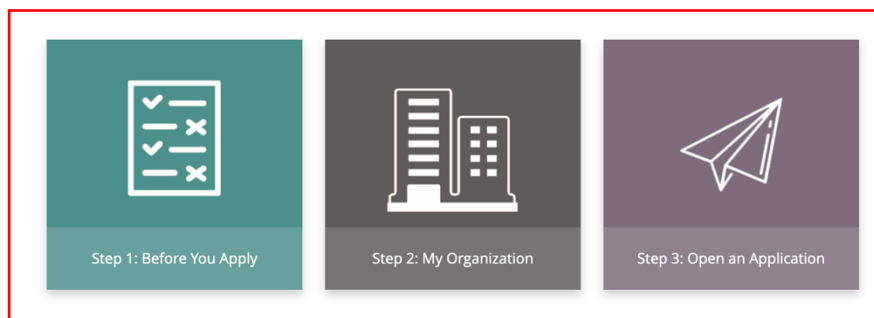 Step 1: Before You Apply
Step 2: My Organization
Step 3: Open an Application